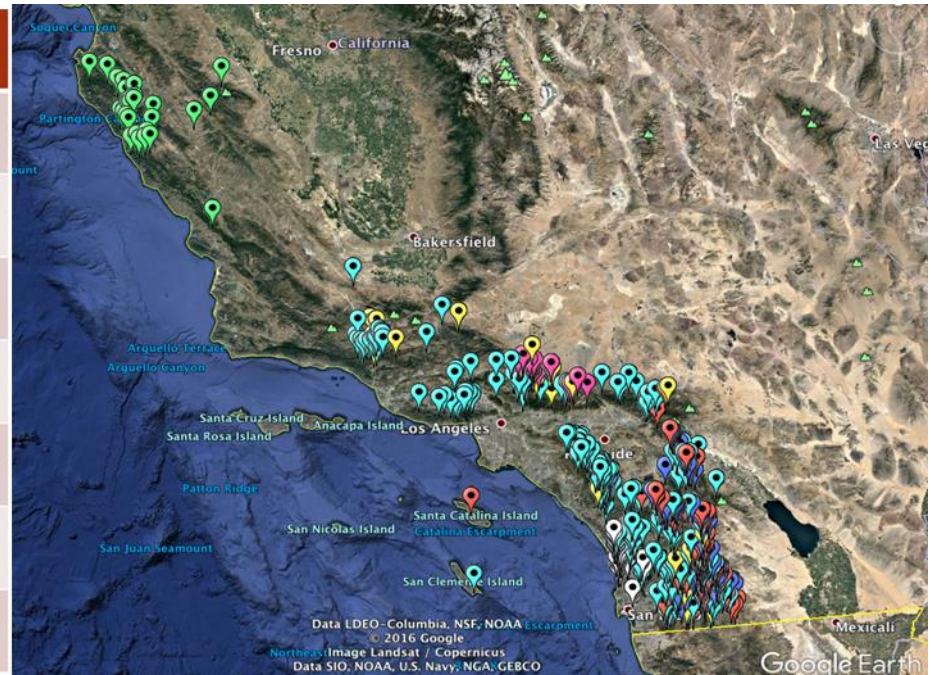 Soquel Canyon
Fresno
California
Partington
Las Veg
ount
Bakersfield
Arguello Terrace
Arguello Canyon
Santa Cruz Island
Anacapa Island
Los Angeles
Santa Rosa Island
ide
Patton Ridge
Santa Catalina Island
San Nicolas Island
Catalina Escarpment
San Juan Seamount
San Clemente Island
Data LDEO-Columbia, NSF, NOAA
Escarpment
© 2016 Google
San
Mexicali
Northeast
Image Landsat / Copernicus
Data SIO, NOAA, U.S. Navy, NGA, GEBCO
Google Earth